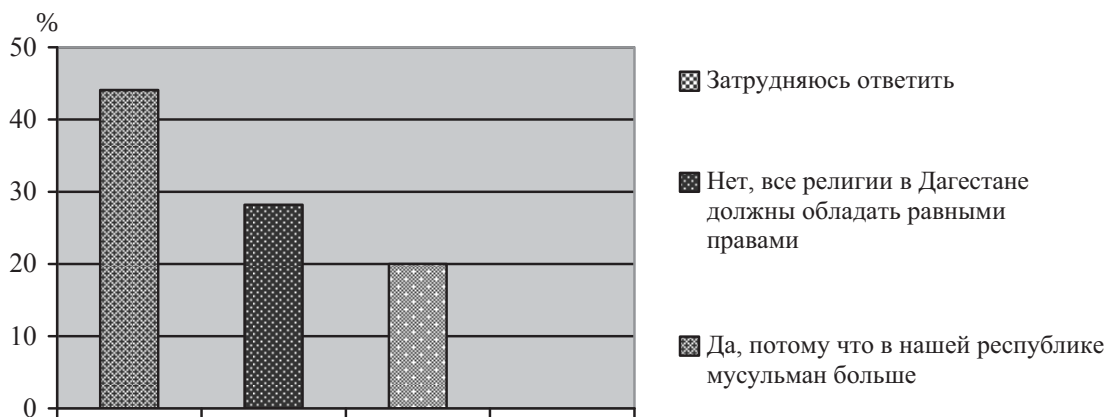 %
50
40
30
20
10
0
Затрудняюсь ответить
Нет, все религии в Дагестане
должны обладать равными
правами
Да, потому что в нашей республике
мусульман больше